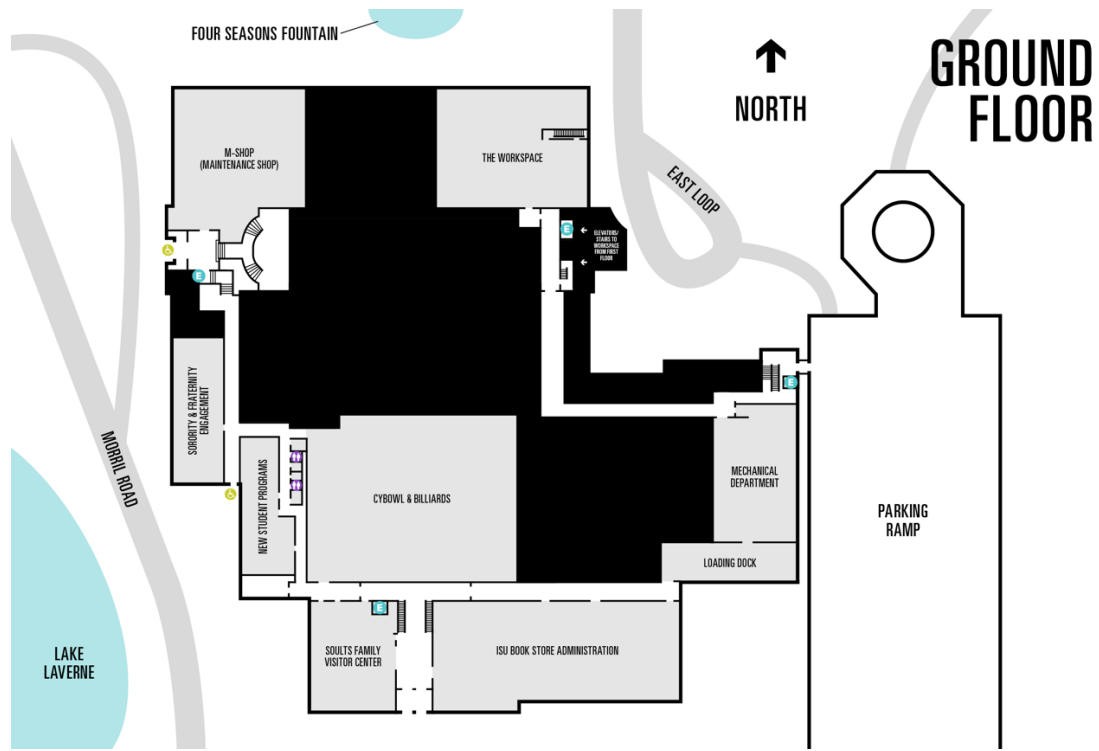 FOUR SEASONS FOUNTAIN
NORTH
GROUND
FLOOR
M-SHOP
(MAINTENANCE SHOP)
THE WORKSPACE
EAST LOOP
E
ELEVATORS/
STAIRS TO
WORKSPACE
FROM FIRST
FLOOR
E
E
SORORITY & FRATERNITY
ENGAGEMENT
MORRIL ROAD
NEW STUDENT PROGRAMS
CYBOWL & BILLIARDS
MECHANICAL
DEPARTMENT
PARKING
RAMP
LOADING DOCK
E
SOULTS FAMILY
VISITOR CENTER
ISU BOOK STORE ADMINISTRATION
LAKE
LAVERNE